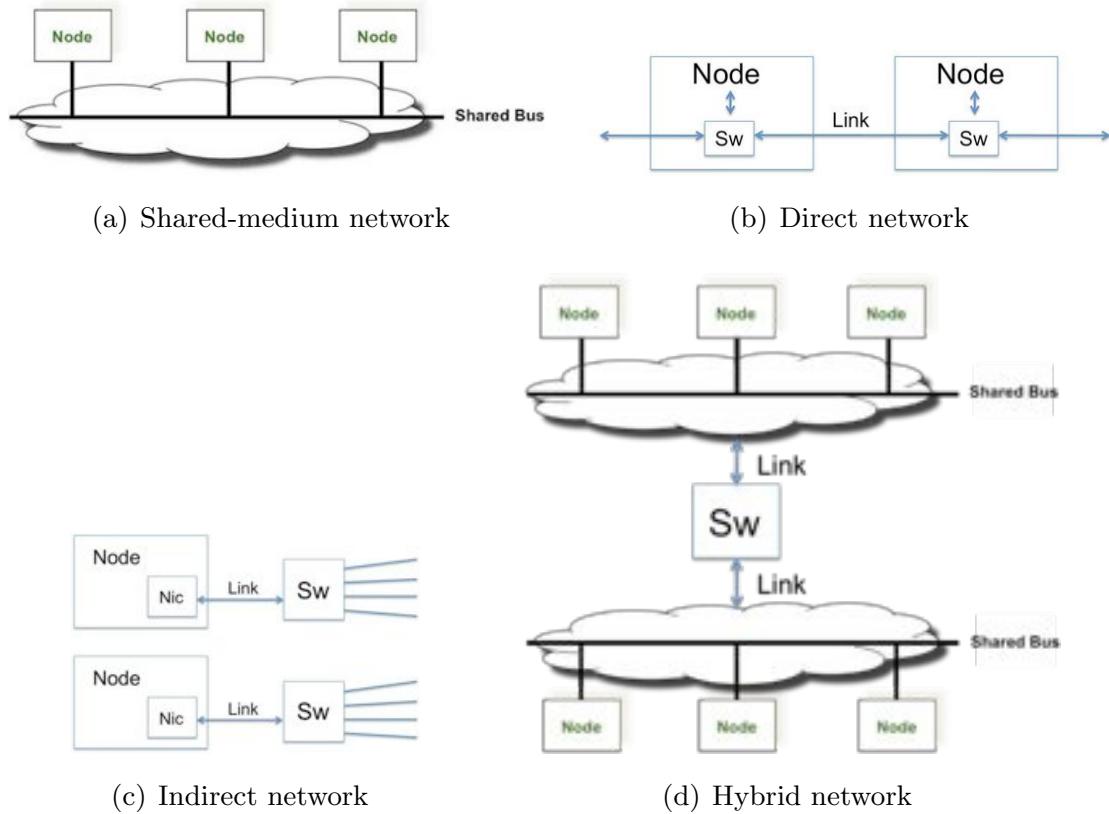 Node Node Node
Shared Bus
(a) Shared-medium network
Node Node
Link
Sw Sw
(b) Direct network
Node
Nic
Link
Sw
Node
Nic
Link
Sw
(c) Indirect network
Node Node Node
Shared Bus
Link
Sw
Link
Shared Bus
Node Node Node
(d) Hybrid network